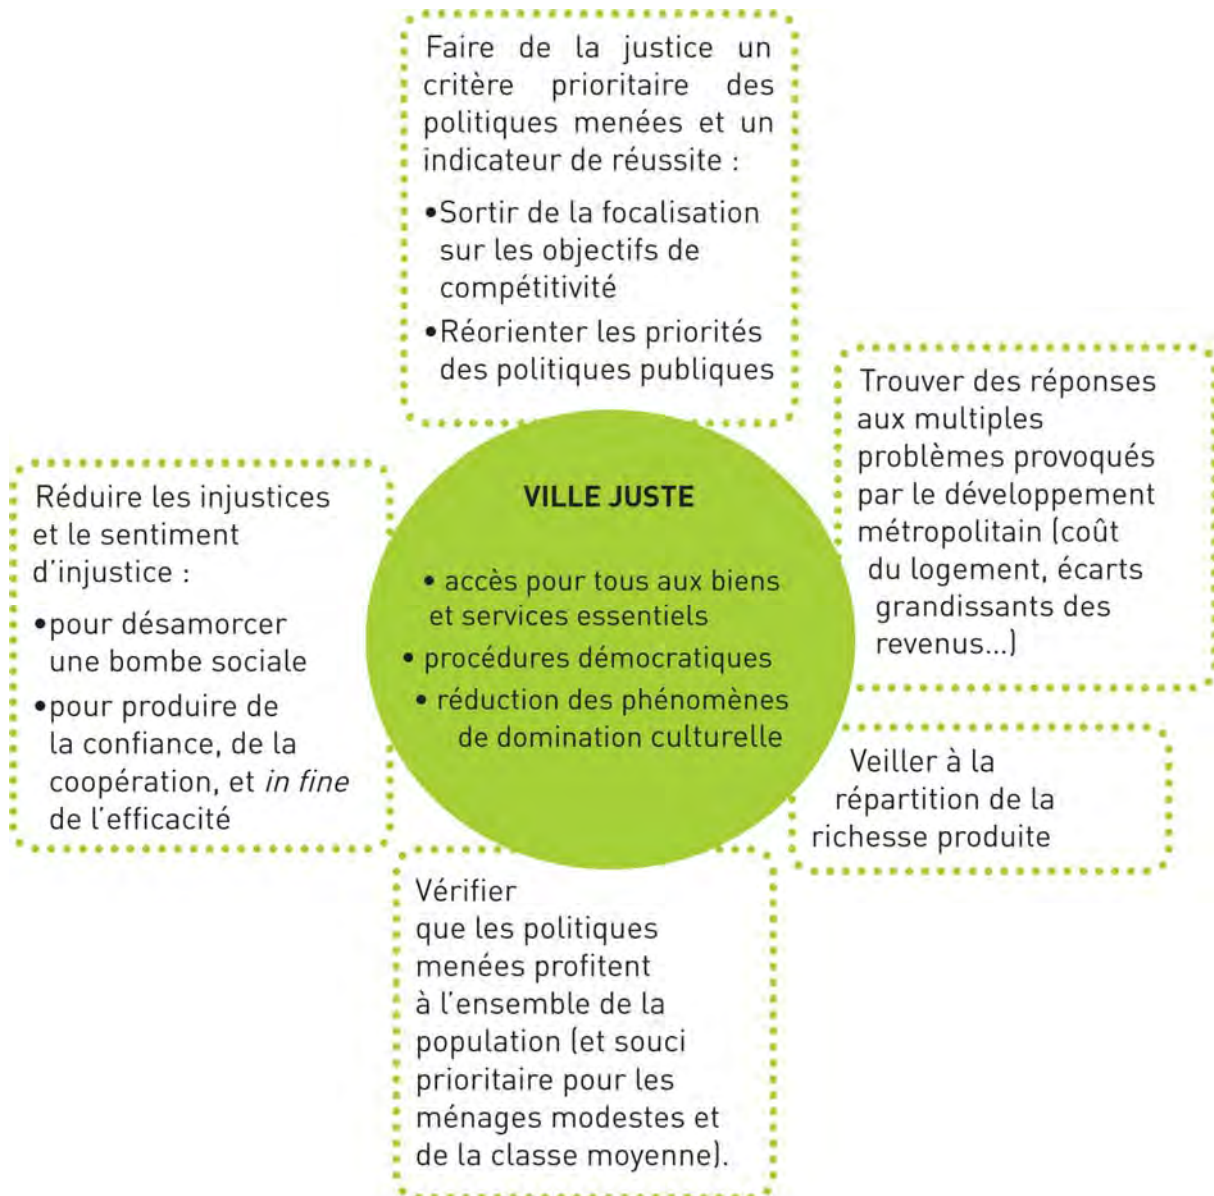 Faire de la justice un
critère prioritaire des
politiques menées et un
indicateur de réussite :
•Sortir de la focalisation
sur les objectifs de
compétitivité
•Réorienter les priorités
des politiques publiques
Trouver des réponses
aux multiples
problèmes provoqués
par le développement
métropolitain (coût
du logement, écarts
grandissants des
revenus...)
Réduire les injustices
et le sentiment
d'injustice :
•pour désamorcer
une bombe sociale
•pour produire de
la confiance, de la
coopération, et in fine
de l'efficacité
VILLE JUSTE
• accès pour tous aux biens
et services essentiels
• procédures démocratiques
• réduction des phénomènes
de domination culturelle
Veiller à la
répartition de la
richesse produite
Vérifier
que les politiques
menées profitent
à l'ensemble de la
population (et souci
prioritaire pour les
ménages modestes et
de la classe moyenne).